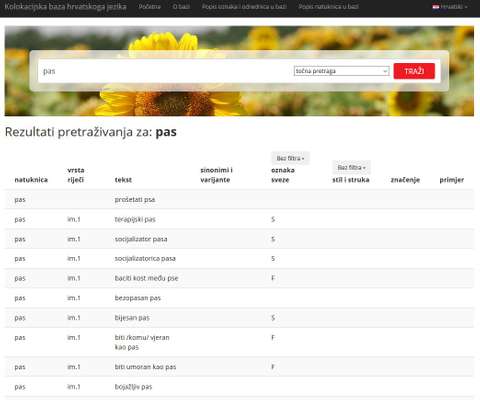 Kolokacijska baza hrvatskoga jezika Početna O bazi Popis oznaka i odrednica u bazi Popis natuknica u bazi Hrvatski
pas točna pretraga TRAŽI
Rezultati pretraživanja za: pas
Bez filtra Bez filtra
natuknica vrsta riječi tekst sinonimi i varijante oznaka sveze stil i struka značenje primjer
pas prošetati psa
pas im.1 terapijski pas S
pas im.1 socijalizator pasa S
pas im.1 socijalizatorica pasa S
pas im.1 baciti kost među pse F
pas im.1 bezopasan pas
pas im.1 bijesan pas S
pas im.1 biti /komu/ vjeran F
kao pas
pas im.1 biti umoran kao pas F
pas im.1 bojažljiv pas